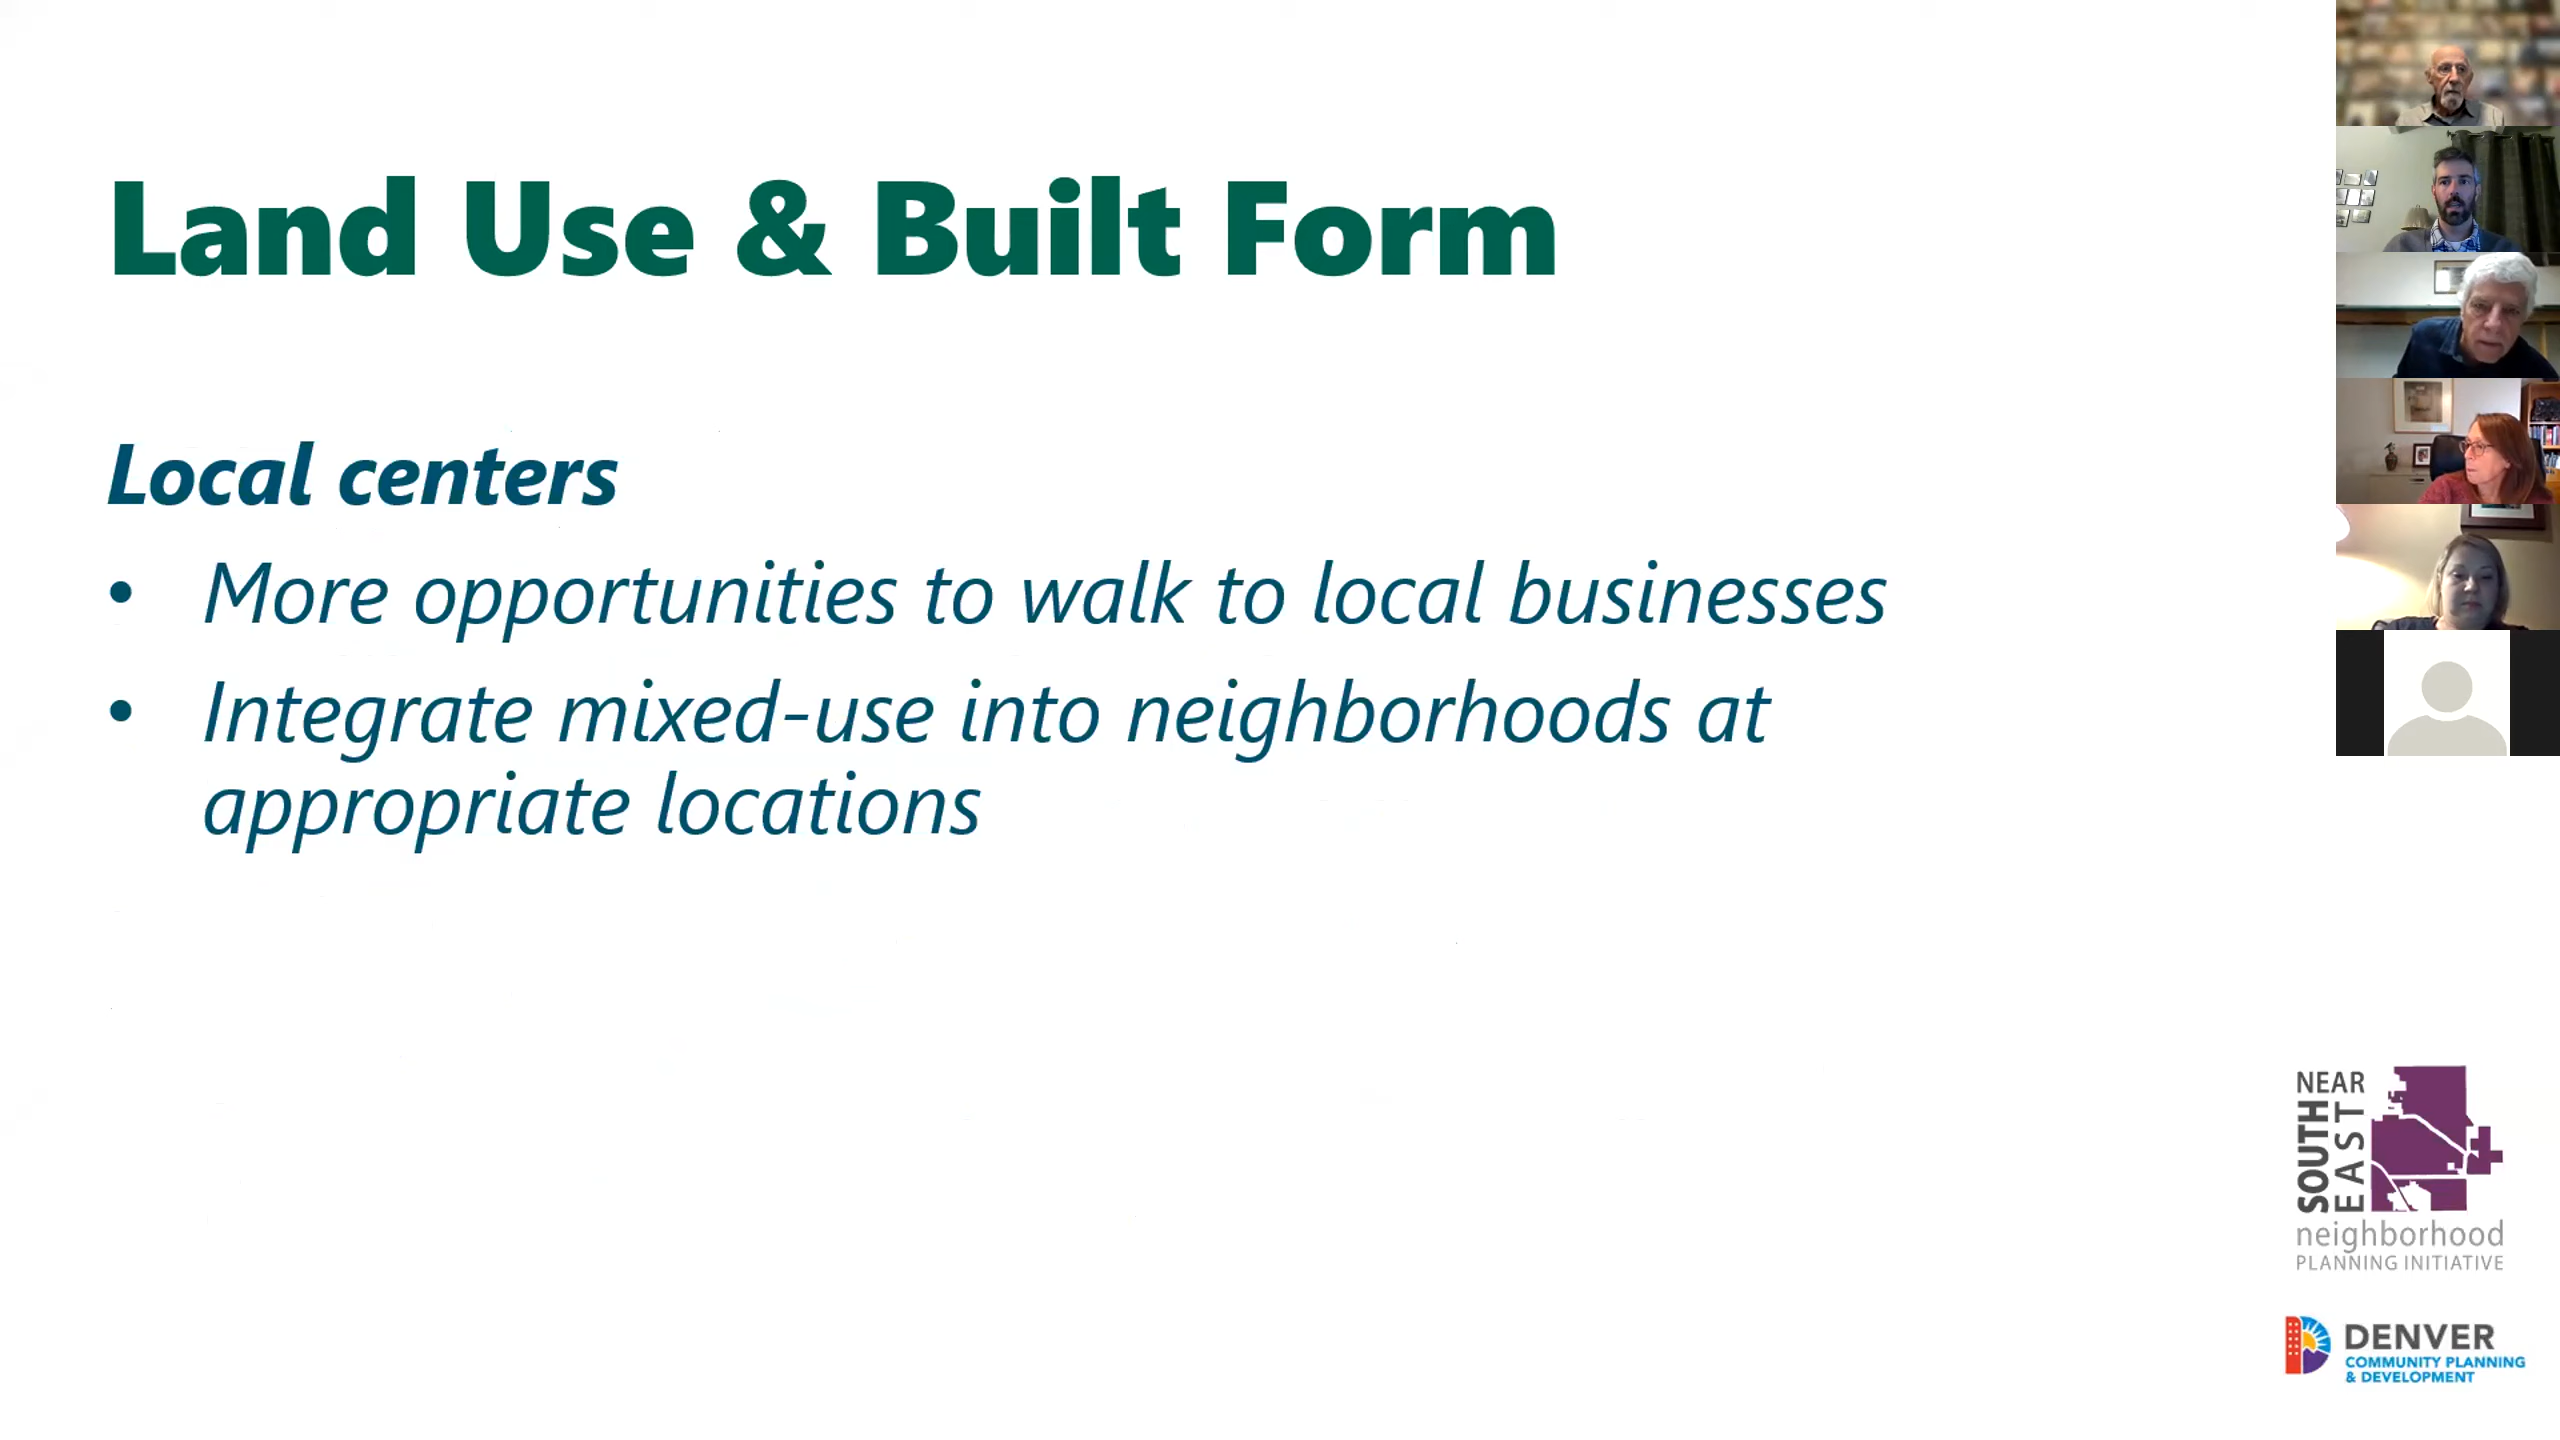 Land Use & Built Form
Local centers
• More opportunities to walk to local businesses
• Integrate mixed-use into neighborhoods at
appropriate locations
NEAR
SOUTH
EAST
neighborhood
PLANNING INITIATIVE
DENVER
COMMUNITY PLANNING
& DEVELOPMENT